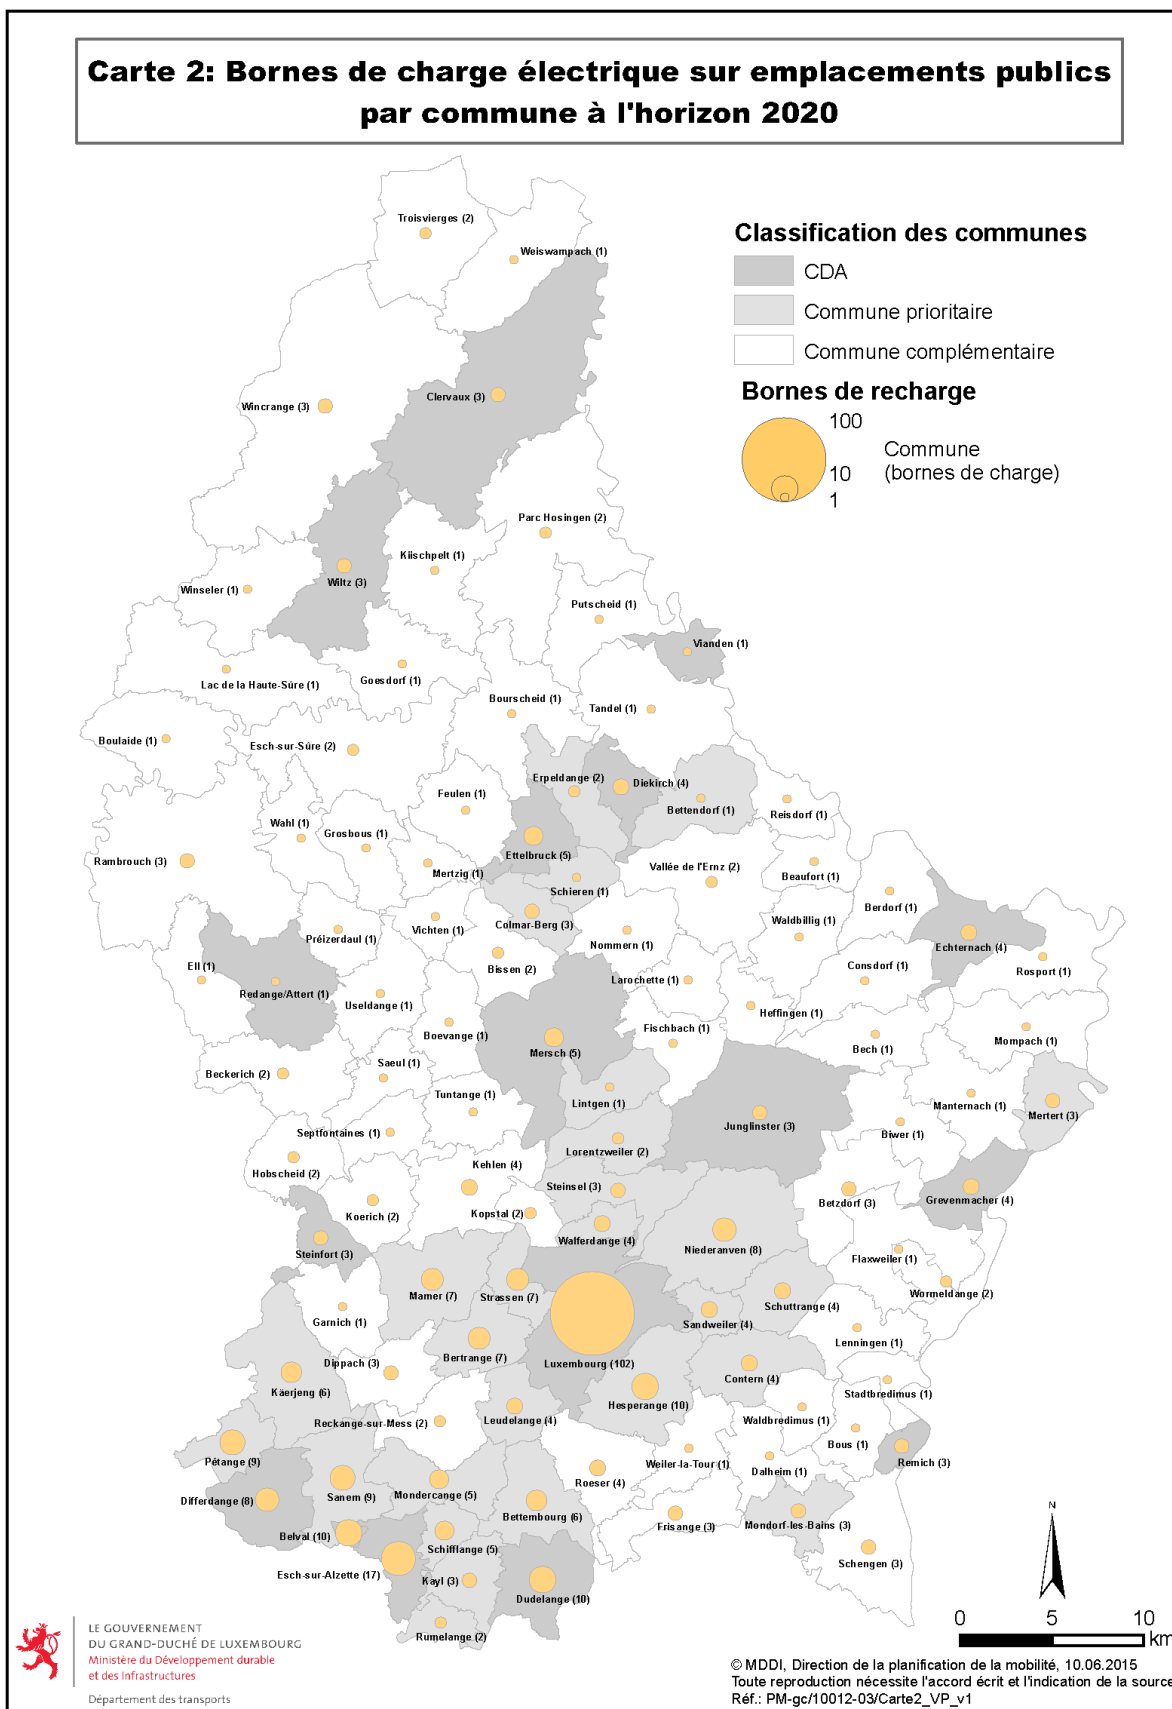 Carte 2: Bornes de charge électrique sur emplacements publics
par commune à l'horizon 2020
Classification des communes
CDA
Commune prioritaire
Commune complémentaire
Bornes de recharge
100
10
1
Commune
(bornes de charge)
Troisvierges (2)
Weiswampach (1)
Clervaux (3)
Wincrange (3)
Parc Hosingen (2)
Kiischpelt (1)
Wiltz (3)
Winseler (1)
Putscheid (1)
Vianden (1)
Lac de la Haute-Sûre (1)
Goesdorf (1)
Bourscheid (1)
Tandel (1)
Boulaide (1)
Esch-sur-Sûre (2)
Erpeldange (2)
Diekirch (4)
Feulen (1)
Bettendorf (1)
Reisdorf (1)
Wahl (1)
Grosbous (1)
Rambrouch (3)
Ettelbruck (5)
Mertzig (1)
Vallée de l'Ernz (2)
Beaufort (1)
Schieren (1)
Berdorf (1)
Colmar-Berg (3)
Vichten (1)
Waldbillig (1)
Préizerdaul (1)
Nommern (1)
Echternach (4)
Ell (1)
Bissen (2)
Consdorf (1)
Rosport (1)
Redange/Attert (1)
Useldange (1)
Larochette (1)
Heffingen (1)
Boevange (1)
Fischbach (1)
Mompach (1)
Mersch (5)
Bech (1)
Saeul (1)
Beckerich (2)
Tuntange (1)
Lintgen (1)
Manternach (1)
Mertert (3)
Septfontaines (1)
Junglinster (3)
Biwer (1)
Lorentzweiler (2)
Hobscheid (2)
Kehlen (4)
Steinsel (3)
Betzdorf (3)
Grevenmacher (4)
Koerich (2)
Kopstal (2)
Walferdange (4)
Steinfort (3)
Niederanven (8)
Flaxweiler (1)
Wormeldange (2)
Mamer (7)
Strassen (7)
Schuttrange (4)
Garnich (1)
Sandweiler (4)
Lenningen (1)
Bertrange (7)
Luxembourg (102)
Dippach (3)
Contern (4)
Käerjeng (6)
Stadtbredimus (1)
Hesperange (10)
Reckange-sur-Mess (2)
Leudelange (4)
Waldbredimus (1)
Bous (1)
Pétange (9)
Weiler-la-Tour (1)
Dalheim (1)
Remich (3)
Roeser (4)
Differdange (8)
Sanem (9)
Mondercange (5)
Bettembourg (6)
Frisange (3)
Mondorf-les-Bains (3)
Belval (10)
Schifflange (5)
Schengen (3)
Esch-sur-Alzette (17)
Kayl (3)
Dudelange (10)
Rumelange (2)
N
0 5 10
km
LE GOUVERNEMENT
DU GRAND-DUCHÉ DE LUXEMBOURG
Ministère du Développement durable
et des Infrastructures
Département des transports
© MDDI, Direction de la planification de la mobilité, 10.06.2015
Toute reproduction nécessite l'accord écrit et l'indication de la source
Réf.: PM-gc/10012-03/Carte2_VP_v1